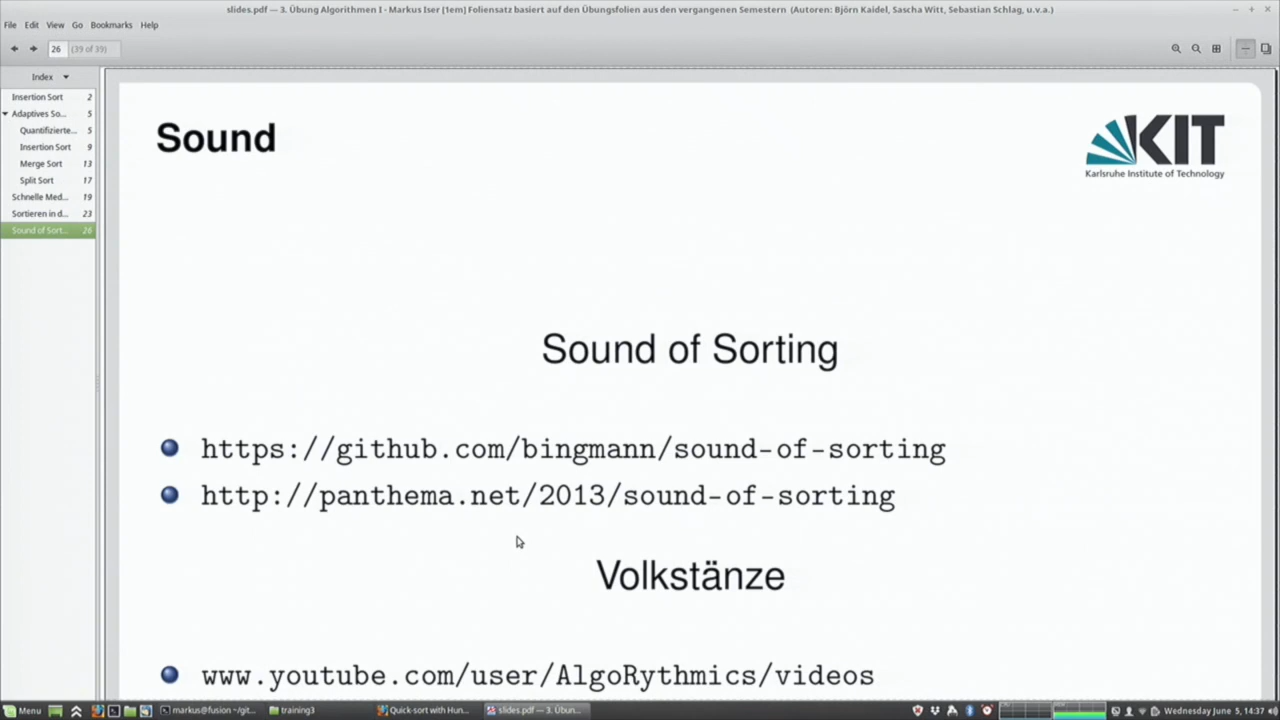 slides.pdf — 3. Übung Algorithmen I - Markus Iser [1em] Foliensatz basiert auf den Übungsfolien aus den vergangenen Semestern (Autoren: Björn Kaidel, Sascha Witt, Sebastian Schlag, u.v.a.)
File Edit View Go Bookmarks Help
26 (39 of 39)
Index
Insertion Sort 2
Adaptives So... 5
Quantifizierte... 5
Insertion Sort 9
Merge Sort 13
Split Sort 17
Schnelle Med... 19
Sortieren in d... 23
Sound of Sort... 26
Sound
KIT
Karlsruhe Institute of Technology
Sound of Sorting
https://github.com/bingmann/sound-of-sorting
http://panthema.net/2013/sound-of-sorting
Volkstänze
www.youtube.com/user/AlgoRythmics/videos
Menu markus@fusion ~/git... training3 Quick-sort with Hun... slides.pdf — 3. Übun... Wednesday June 5, 14:37